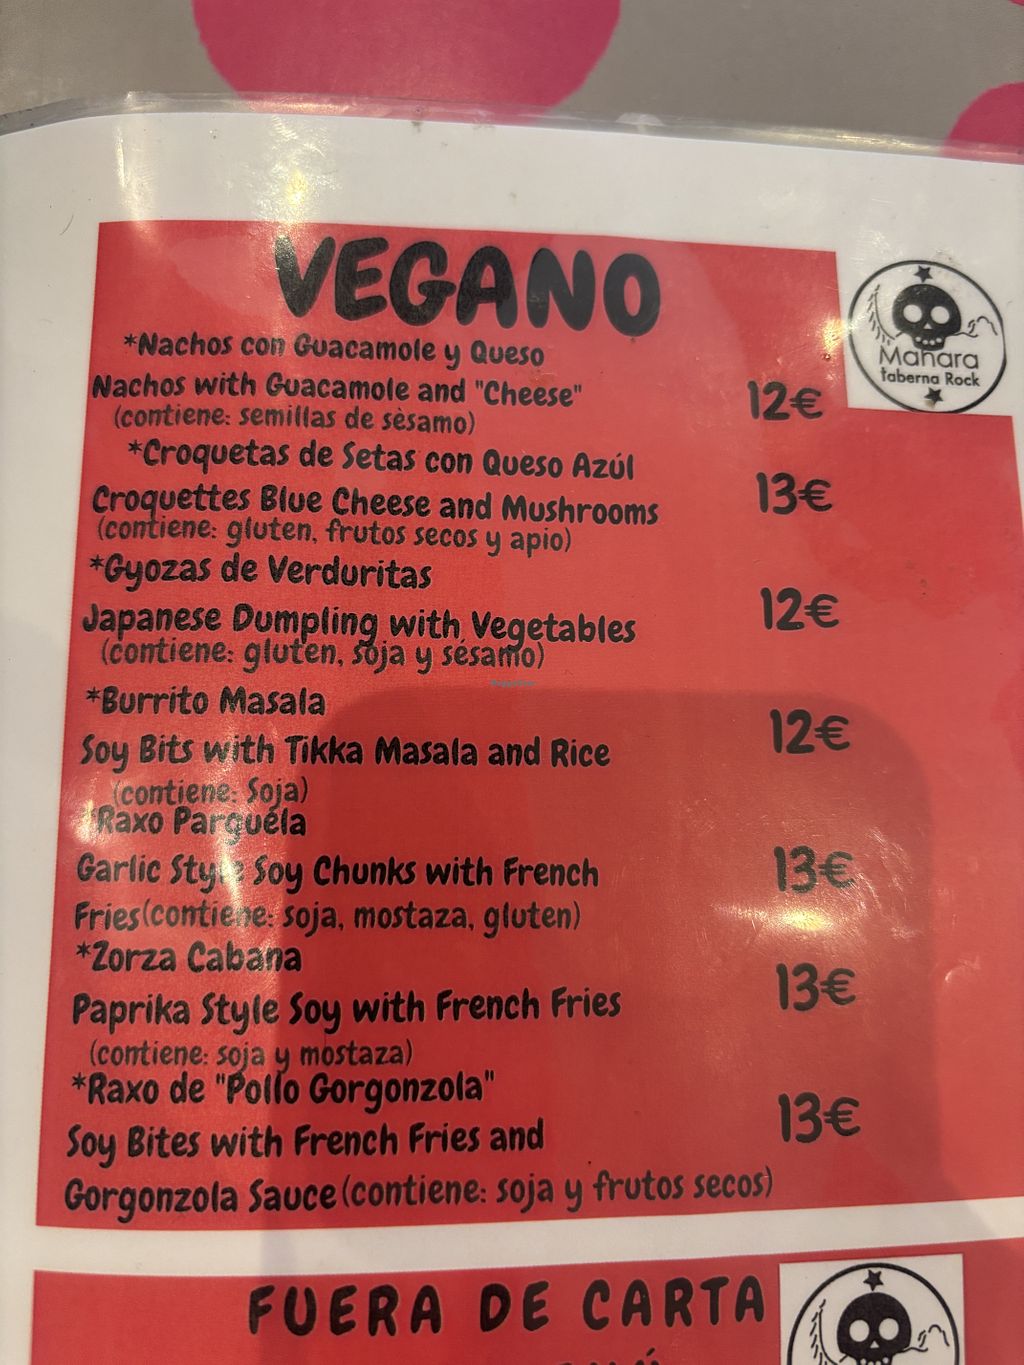 VEGANO
*Nachos con Guacamole y Queso
Nachos with Guacamole and "Cheese" 12€
(contiene: semillas de sèsamo)
*Croquetas de Setas con Queso Azúl
Croquettes Blue Cheese and Mushrooms 13€
(contiene: gluten, frutos secos y apio)
*Gyozas de Verduritas
Japanese Dumpling with Vegetables 12€
(contiene: gluten, soja y sésamo)
*Burrito Masala
Soy Bits with Tikka Masala and Rice 12€
(contiene: Soja)
*Raxo Parguela
Garlic Style Soy Chunks with French 13€
Fries(contiene: soja, mostaza, gluten)
*Zorza Cabana
Paprika Style Soy with French Fries 13€
(contiene: soja y mostaza)
*Raxo de "Pollo Gorgonzola"
Soy Bites with French Fries and 13€
Gorgonzola Sauce(contiene: soja y frutos secos)
Mahara
taberna Rock
FUERA DE CARTA